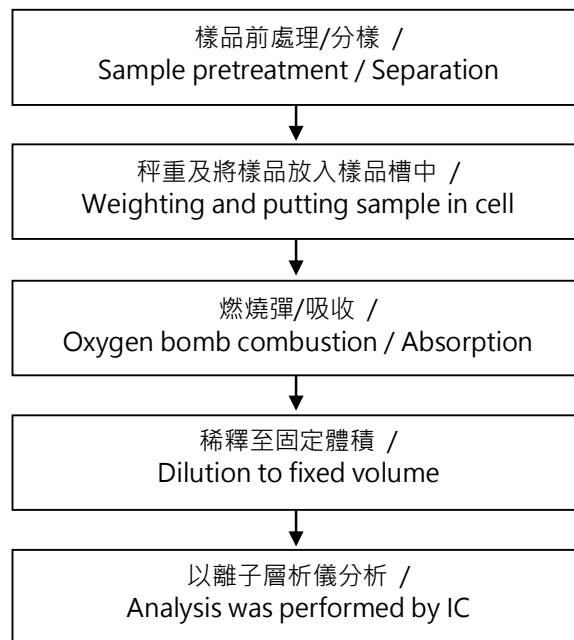 樣品前處理/分樣 /
Sample pretreatment / Separation
秤重及將樣品放入樣品槽中 /
Weighting and putting sample in cell
燃燒彈/吸收 /
Oxygen bomb combustion / Absorption
稀釋至固定體積 /
Dilution to fixed volume
以離子層析儀分析 /
Analysis was performed by IC